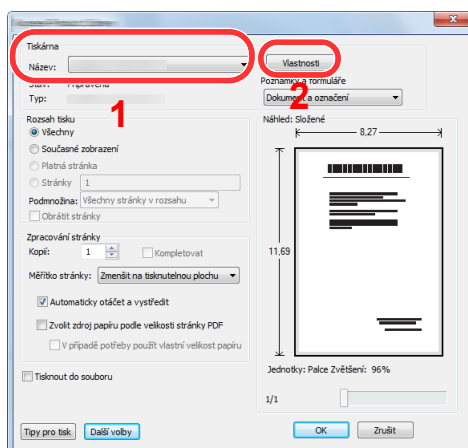 Tiskárna
Název:
Vlastnosti
Stav: Připravena
Poznámky a formuláře
Typ:
Dokument a označení
1
2
Rozsah tisku
Všechny
Současné zobrazení
Platná stránka
Stránky 1
Podmnožina: Všechny stránky v rozsahu
Obrátit stránky
Zpracování stránky
Kopií: 1 Kompletovat
Měřítko stránky: Zmenšit na tisknutelnou plochu
Automaticky otáčet a vystředit
Zvolit zdroj papíru podle velikosti stránky PDF
V případě potřeby použít vlastní velikost papíru
Tisknout do souboru
Náhled: Složené
8,27
11,69
Jednotky: Palce Zvětšení: 96%
1/1
Tipy pro tisk
Další volby
OK
Zrušit